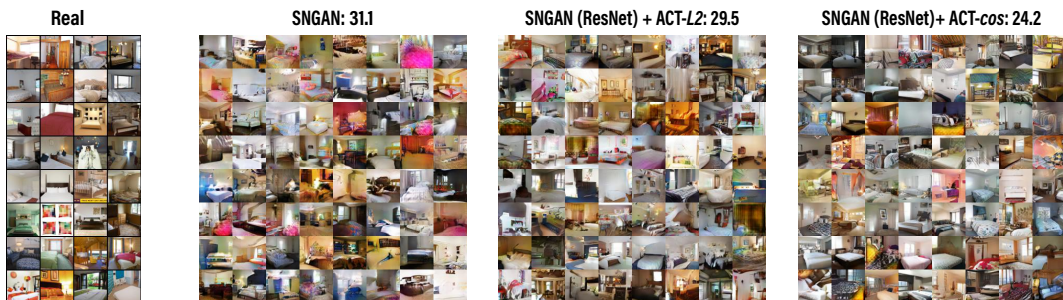 Real
SNGAN: 31.1
SNGAN (ResNet) + ACT-L2: 29.5
SNGAN (ResNet)+ ACT-cos: 24.2